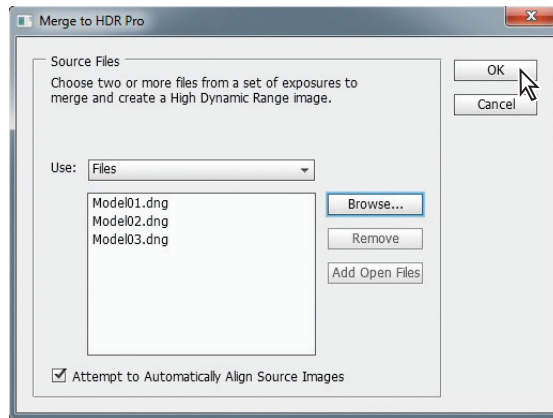 Merge to HDR Pro
Source Files
Choose two or more files from a set of exposures to
merge and create a High Dynamic Range image.
OK
Cancel
Use: Files
Model01.dng
Model02.dng
Model03.dng
Browse...
Remove
Add Open Files
Attempt to Automatically Align Source Images